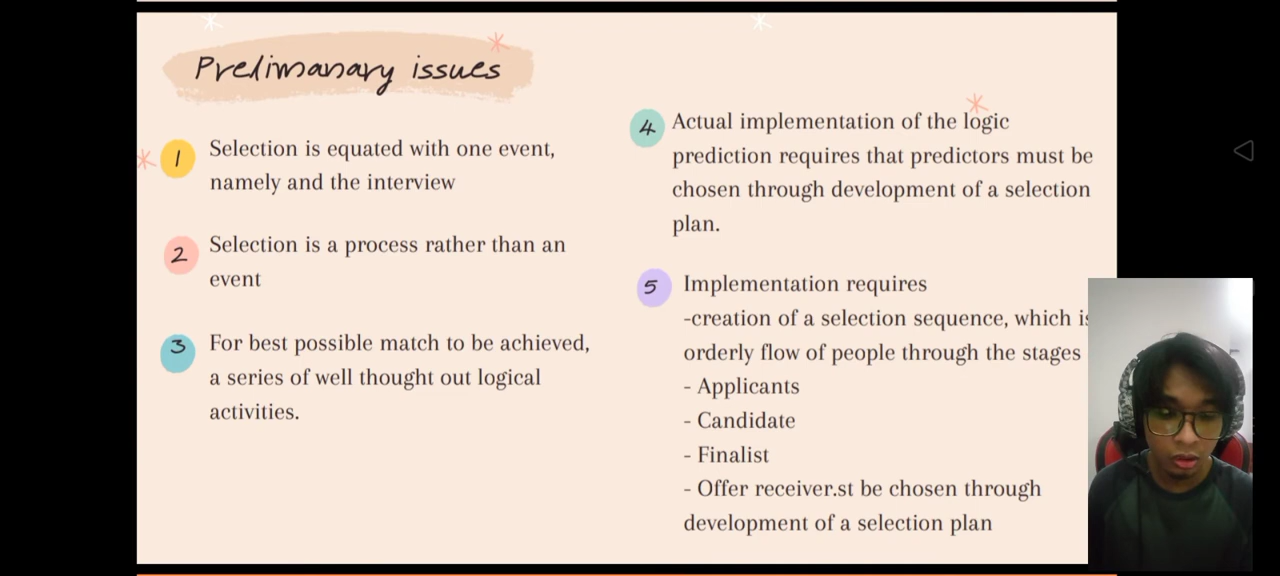 Prelimanary issues
1
Selection is equated with one event,
namely and the interview
2
Selection is a process rather than an
event
3
For best possible match to be achieved,
a series of well thought out logical
activities.
4
Actual implementation of the logic
prediction requires that predictors must be
chosen through development of a selection
plan.
5
Implementation requires
-creation of a selection sequence, which is
orderly flow of people through the stages
- Applicants
- Candidate
- Finalist
- Offer receiver.st be chosen through
development of a selection plan